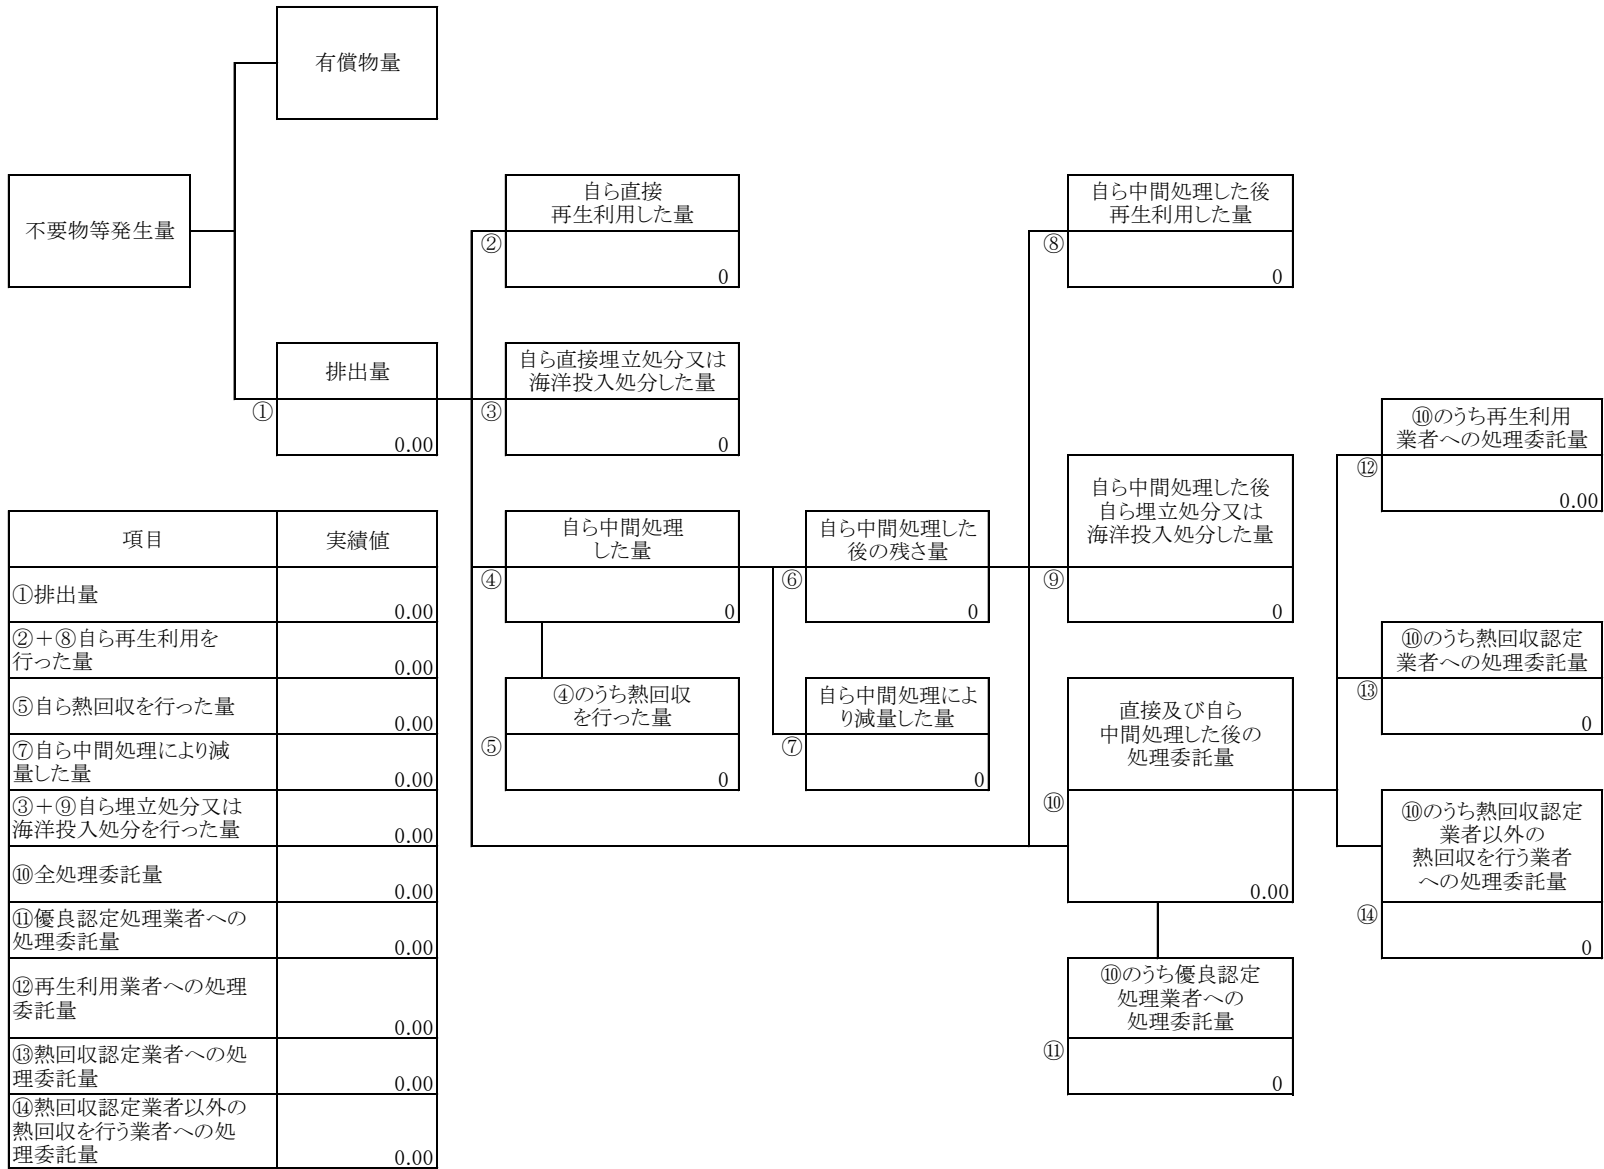 有償物量
不要物等発生量
自ら直接
再生利用した量
②
0
自ら中間処理した後
再生利用した量
⑧
0
排出量
①
0.00
自ら直接埋立処分又は
海洋投入処分した量
③
0
⑩のうち再生利用
業者への処理委託量
⑫
0.00
自ら中間処理
した量
④
0
自ら中間処理した
後の残さ量
⑥
0
自ら中間処理した後
自ら埋立処分又は
海洋投入処分した量
⑨
0
⑩のうち熱回収認定
業者への処理委託量
⑬
0
④のうち熱回収
を行った量
⑤
0
自ら中間処理によ
り減量した量
⑦
0
直接及び自ら
中間処理した後の
処理委託量
⑩
0.00
⑩のうち熱回収認定
業者以外の
熱回収を行う業者
への処理委託量
⑭
0
⑩のうち優良認定
処理業者への
処理委託量
⑪
0
項目
実績値
①排出量
0.00
②＋⑧自ら再生利用を
行った量
0.00
⑤自ら熱回収を行った量
0.00
⑦自ら中間処理により減
量した量
0.00
③＋⑨自ら埋立処分又は
海洋投入処分を行った量
0.00
⑩全処理委託量
0.00
⑪優良認定処理業者への
処理委託量
0.00
⑫再生利用業者への処理
委託量
0.00
⑬熱回収認定業者への処
理委託量
0.00
⑭熱回収認定業者以外の
熱回収を行う業者への処
理委託量
0.00